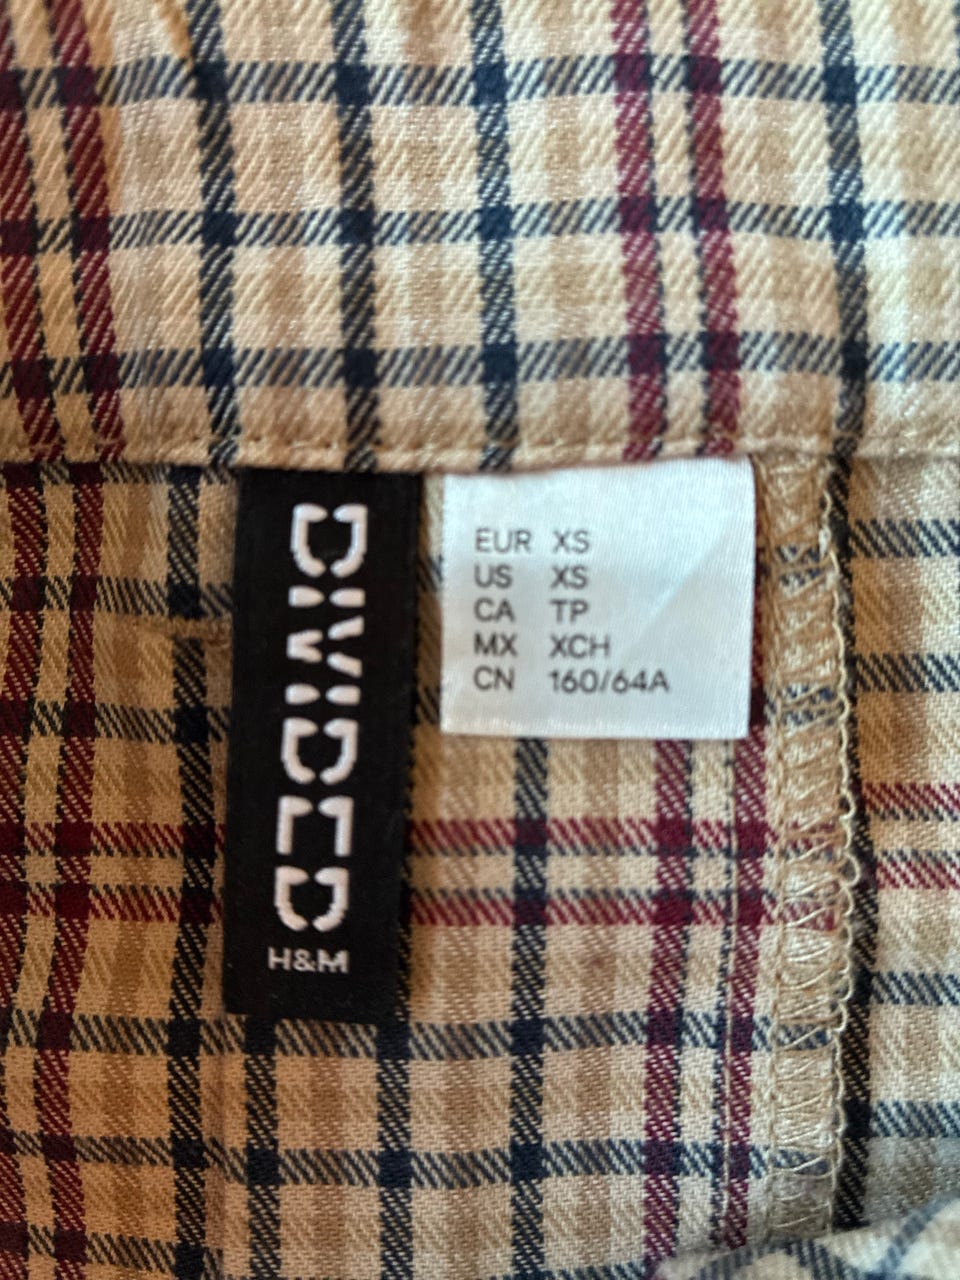 DIVIDED
H&M
EUR XS
US XS
CA TP
MX XCH
CN 160/64A